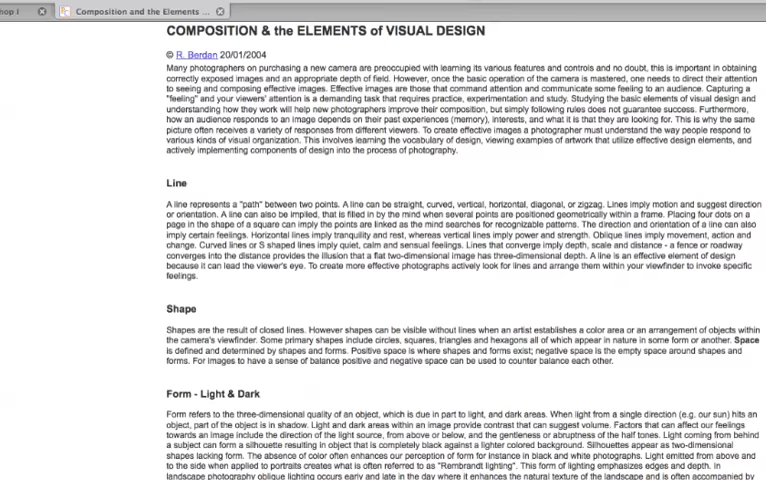 hop I
Composition and the Elements ...
COMPOSITION & the ELEMENTS of VISUAL DESIGN
© R. Berdan 20/01/2004
Many photographers on purchasing a new camera are preoccupied with learning its various features and controls and no doubt, this is important in obtaining
correctly exposed images and an appropriate depth of field. However, once the basic operation of the camera is mastered, one needs to direct their attention
to seeing and composing effective images. Effective images are those that command attention and communicate some feeling to an audience. Capturing a
"feeling" and your viewers' attention is a demanding task that requires practice, experimentation and study. Studying the basic elements of visual design and
understanding how they work will help new photographers improve their composition, but simply following rules does not guarantee success. Furthermore,
how an audience responds to an image depends on their past experiences (memory), interests, and what it is that they are looking for. This is why the same
picture often receives a variety of responses from different viewers. To create effective images a photographer must understand the way people respond to
various kinds of visual organization. This involves learning the vocabulary of design, viewing examples of artwork that utilize effective design elements, and
actively implementing components of design into the process of photography.
Line
A line represents a "path" between two points. A line can be straight, curved, vertical, horizontal, diagonal, or zigzag. Lines imply motion and suggest direction
or orientation. A line can also be implied, that is filled in by the mind when several points are positioned geometrically within a frame. Placing four dots on a
page in the shape of a square can imply the points are linked as the mind searches for recognizable patterns. The direction and orientation of a line can also
imply certain feelings. Horizontal lines imply tranquility and rest, whereas vertical lines imply power and strength. Oblique lines imply movement, action and
change. Curved lines or S shaped lines imply quiet, calm and sensual feelings. Lines that converge imply depth, scale and distance - a fence or roadway
converges into the distance provides the illusion that a flat two-dimensional image has three-dimensional depth. A line is an effective element of design
because it can lead the viewer's eye. To create more effective photographs actively look for lines and arrange them within your viewfinder to invoke specific
feelings.
Shape
Shapes are the result of closed lines. However shapes can be visible without lines when an artist establishes a color area or an arrangement of objects within
the camera's viewfinder. Some primary shapes include circles, squares, triangles and hexagons all of which appear in nature in some form or another. Space
is defined and determined by shapes and forms. Positive space is where shapes and forms exist; negative space is the empty space around shapes and
forms. For images to have a sense of balance positive and negative space can be used to counter balance each other.
Form - Light & Dark
Form refers to the three-dimensional quality of an object, which is due in part to light, and dark areas. When light from a single direction (e.g. our sun) hits an
object, part of the object is in shadow. Light and dark areas within an image provide contrast that can suggest volume. Factors that can affect our feelings
towards an image include the direction of the light source, from above or below, and the gentleness or abruptness of the half tones. Light coming from behind
a subject can form a silhouette resulting in object that is completely black against a lighter colored background. Silhouettes appear as two-dimensional
shapes lacking form. The absence of color often enhances our perception of form for instance in black and white photographs. Light emitted from above and
to the side when applied to portraits creates what is often referred to as "Rembrandt lighting". This form of lighting emphasizes edges and depth. In
landscape photography oblique lighting occurs early and late in the day where it enhances the natural texture of the landscape and is often accompanied by